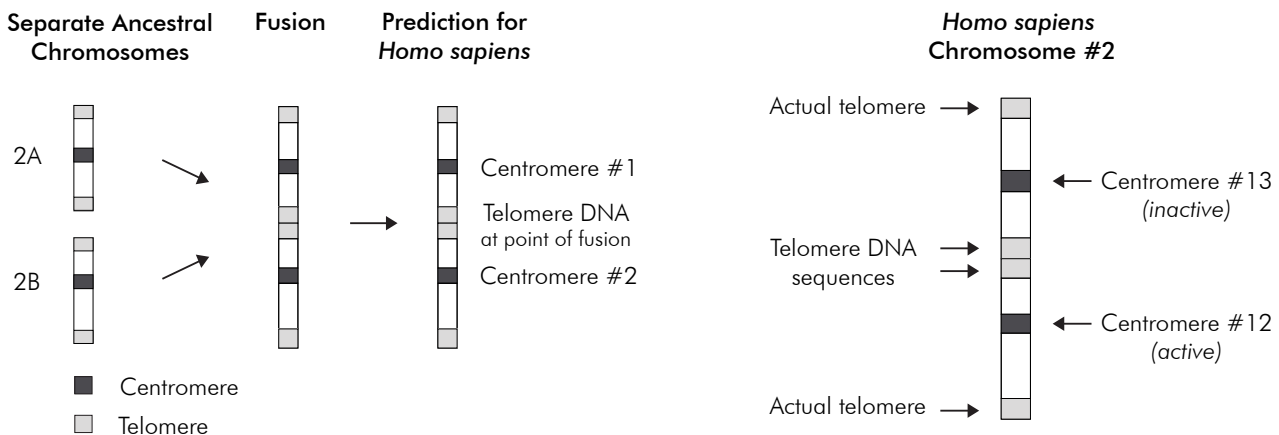 Separate Ancestral
Chromosomes
Fusion
Prediction for
Homo sapiens
2A
2B
Centromere #1
Telomere DNA
at point of fusion
Centromere #2
Centromere
Telomere
Homo sapiens
Chromosome #2
Actual telomere
Centromere #13
(inactive)
Telomere DNA
sequences
Centromere #12
(active)
Actual telomere